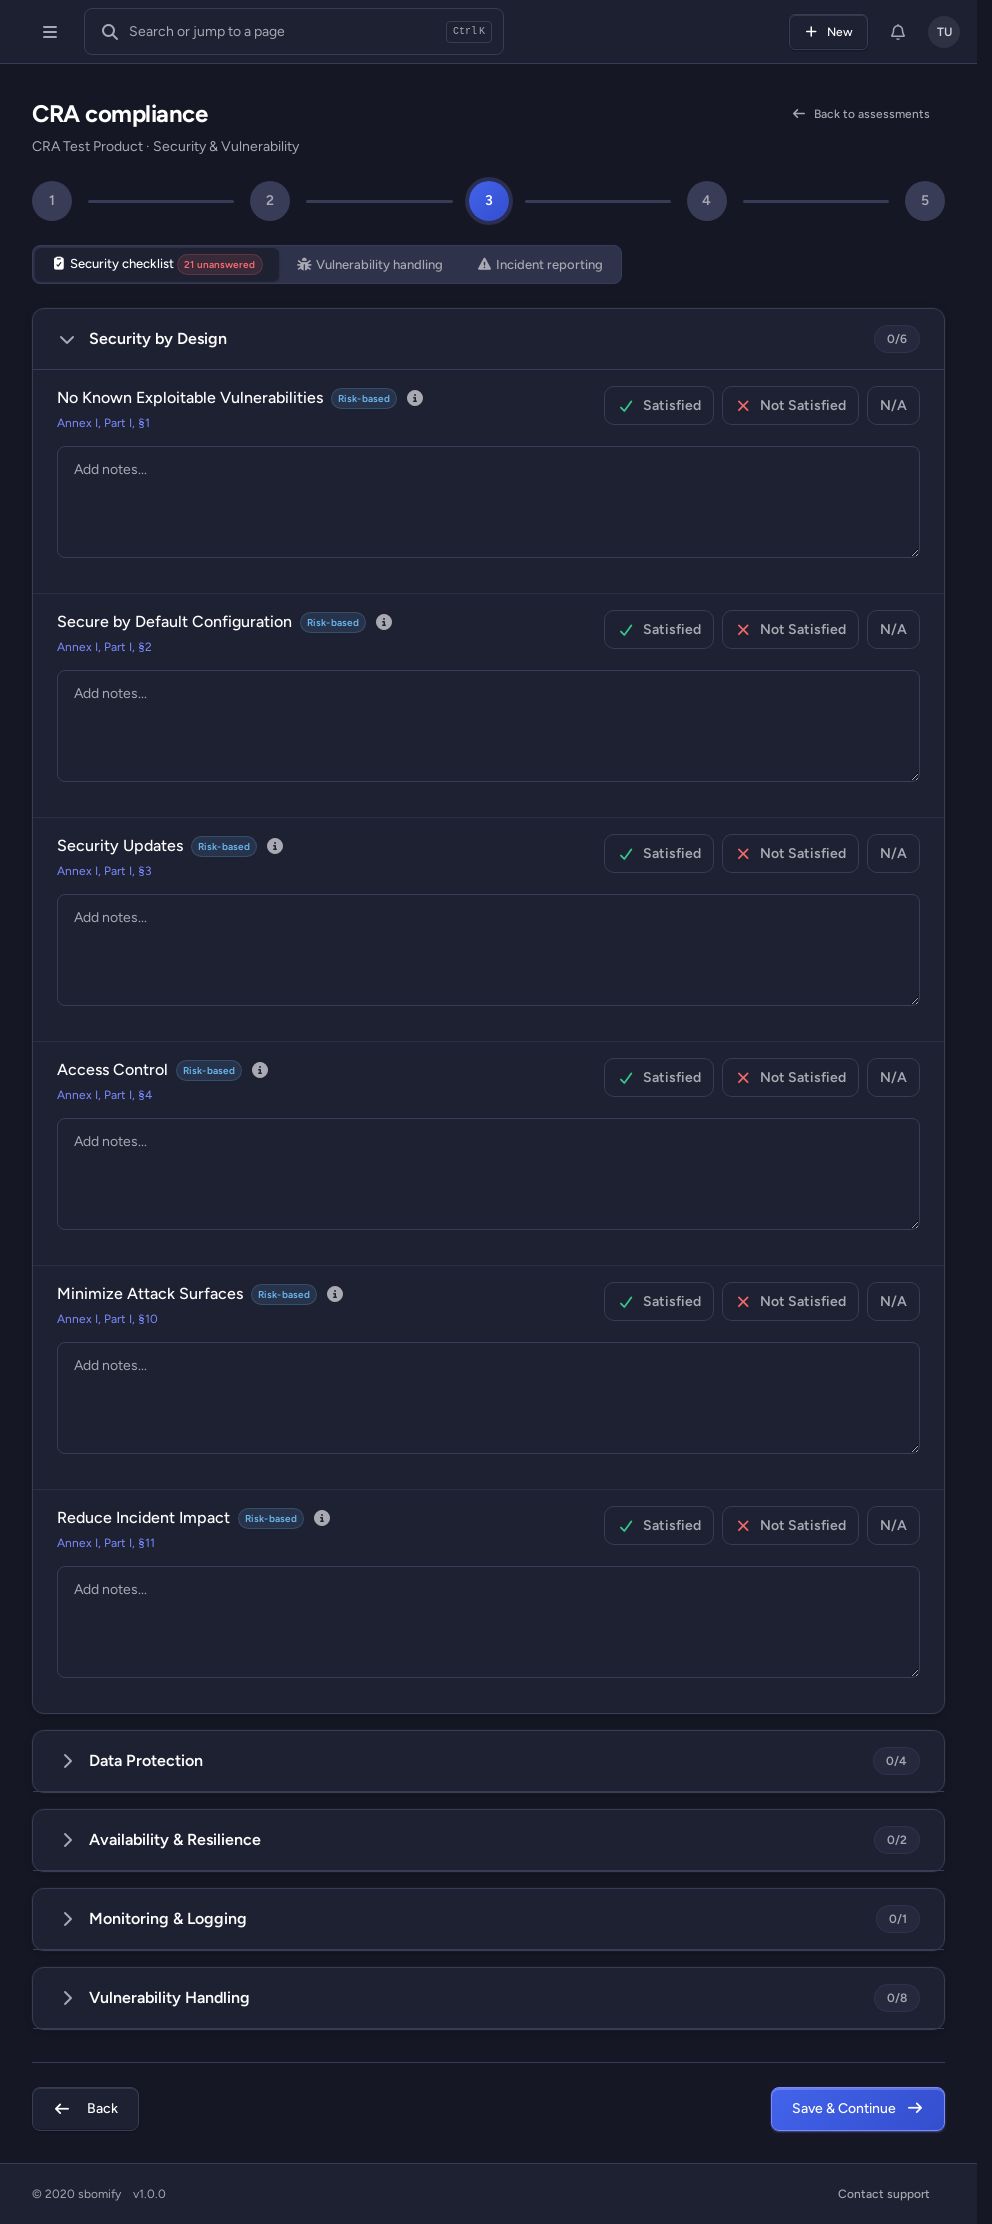 Search or jump to a page
Ctrl K
New
TU
CRA compliance
Back to assessments
CRA Test Product · Security & Vulnerability
1
2
3
4
5
Security checklist 21 unanswered
Vulnerability handling
Incident reporting
Security by Design
0/6
No Known Exploitable Vulnerabilities Risk-based
Satisfied
Not Satisfied
N/A
Annex I, Part I, §1
Add notes...
Secure by Default Configuration Risk-based
Satisfied
Not Satisfied
N/A
Annex I, Part I, §2
Add notes...
Security Updates Risk-based
Satisfied
Not Satisfied
N/A
Annex I, Part I, §3
Add notes...
Access Control Risk-based
Satisfied
Not Satisfied
N/A
Annex I, Part I, §4
Add notes...
Minimize Attack Surfaces Risk-based
Satisfied
Not Satisfied
N/A
Annex I, Part I, §10
Add notes...
Reduce Incident Impact Risk-based
Satisfied
Not Satisfied
N/A
Annex I, Part I, §11
Add notes...
Data Protection
0/4
Availability & Resilience
0/2
Monitoring & Logging
0/1
Vulnerability Handling
0/8
Back
Save & Continue
© 2020 sbomify v1.0.0
Contact support